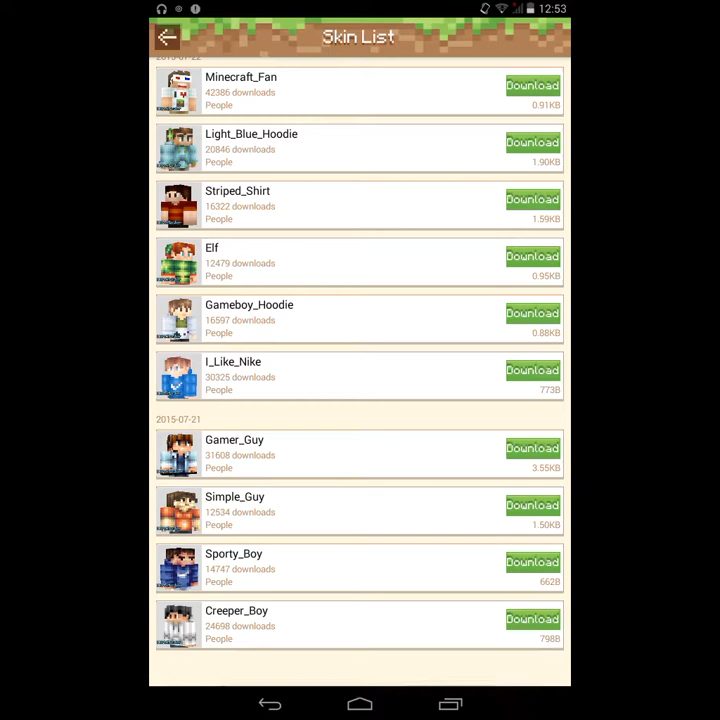 12:53
Skin List
2015-07-22
Minecraft_Fan
42386 downloads
People
Download
0.91KB
Light_Blue_Hoodie
20846 downloads
People
Download
1.90KB
Striped_Shirt
16322 downloads
People
Download
1.59KB
Elf
12479 downloads
People
Download
0.95KB
Gameboy_Hoodie
16597 downloads
People
Download
0.88KB
I_Like_Nike
30325 downloads
People
Download
773B
2015-07-21
Gamer_Guy
31608 downloads
People
Download
3.55KB
Simple_Guy
12534 downloads
People
Download
1.50KB
Sporty_Boy
14747 downloads
People
Download
662B
Creeper_Boy
24698 downloads
People
Download
798B